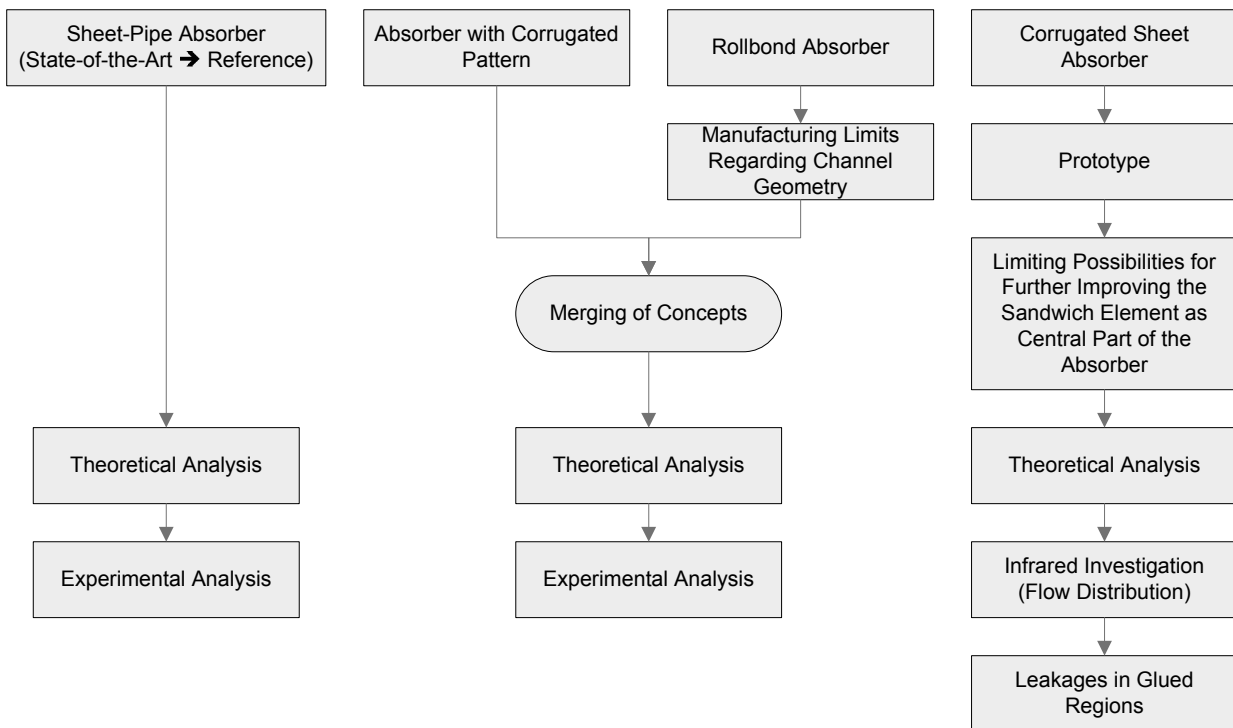 Sheet-Pipe Absorber
(State-of-the-Art ➔ Reference)
Absorber with Corrugated
Pattern
Rollbond Absorber
Corrugated Sheet
Absorber
Manufacturing Limits
Regarding Channel
Geometry
Prototype
Limiting Possibilities for
Further Improving the
Sandwich Element as
Central Part of the
Absorber
Merging of Concepts
Theoretical Analysis
Theoretical Analysis
Theoretical Analysis
Experimental Analysis
Experimental Analysis
Infrared Investigation
(Flow Distribution)
Leakages in Glued
Regions